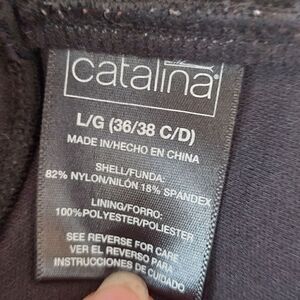 catalina
L/G (36/38 C/D)
MADE IN/HECHO EN CHINA
SHELL/FUNDA:
82% NYLON/NILÓN 18% SPANDEX
LINING/FORRO:
100%POLYESTER/POLIESTER
SEE REVERSE FOR CARE
VER EL REVERSO PARA
INSTRUCCIONES DE CUIDADO